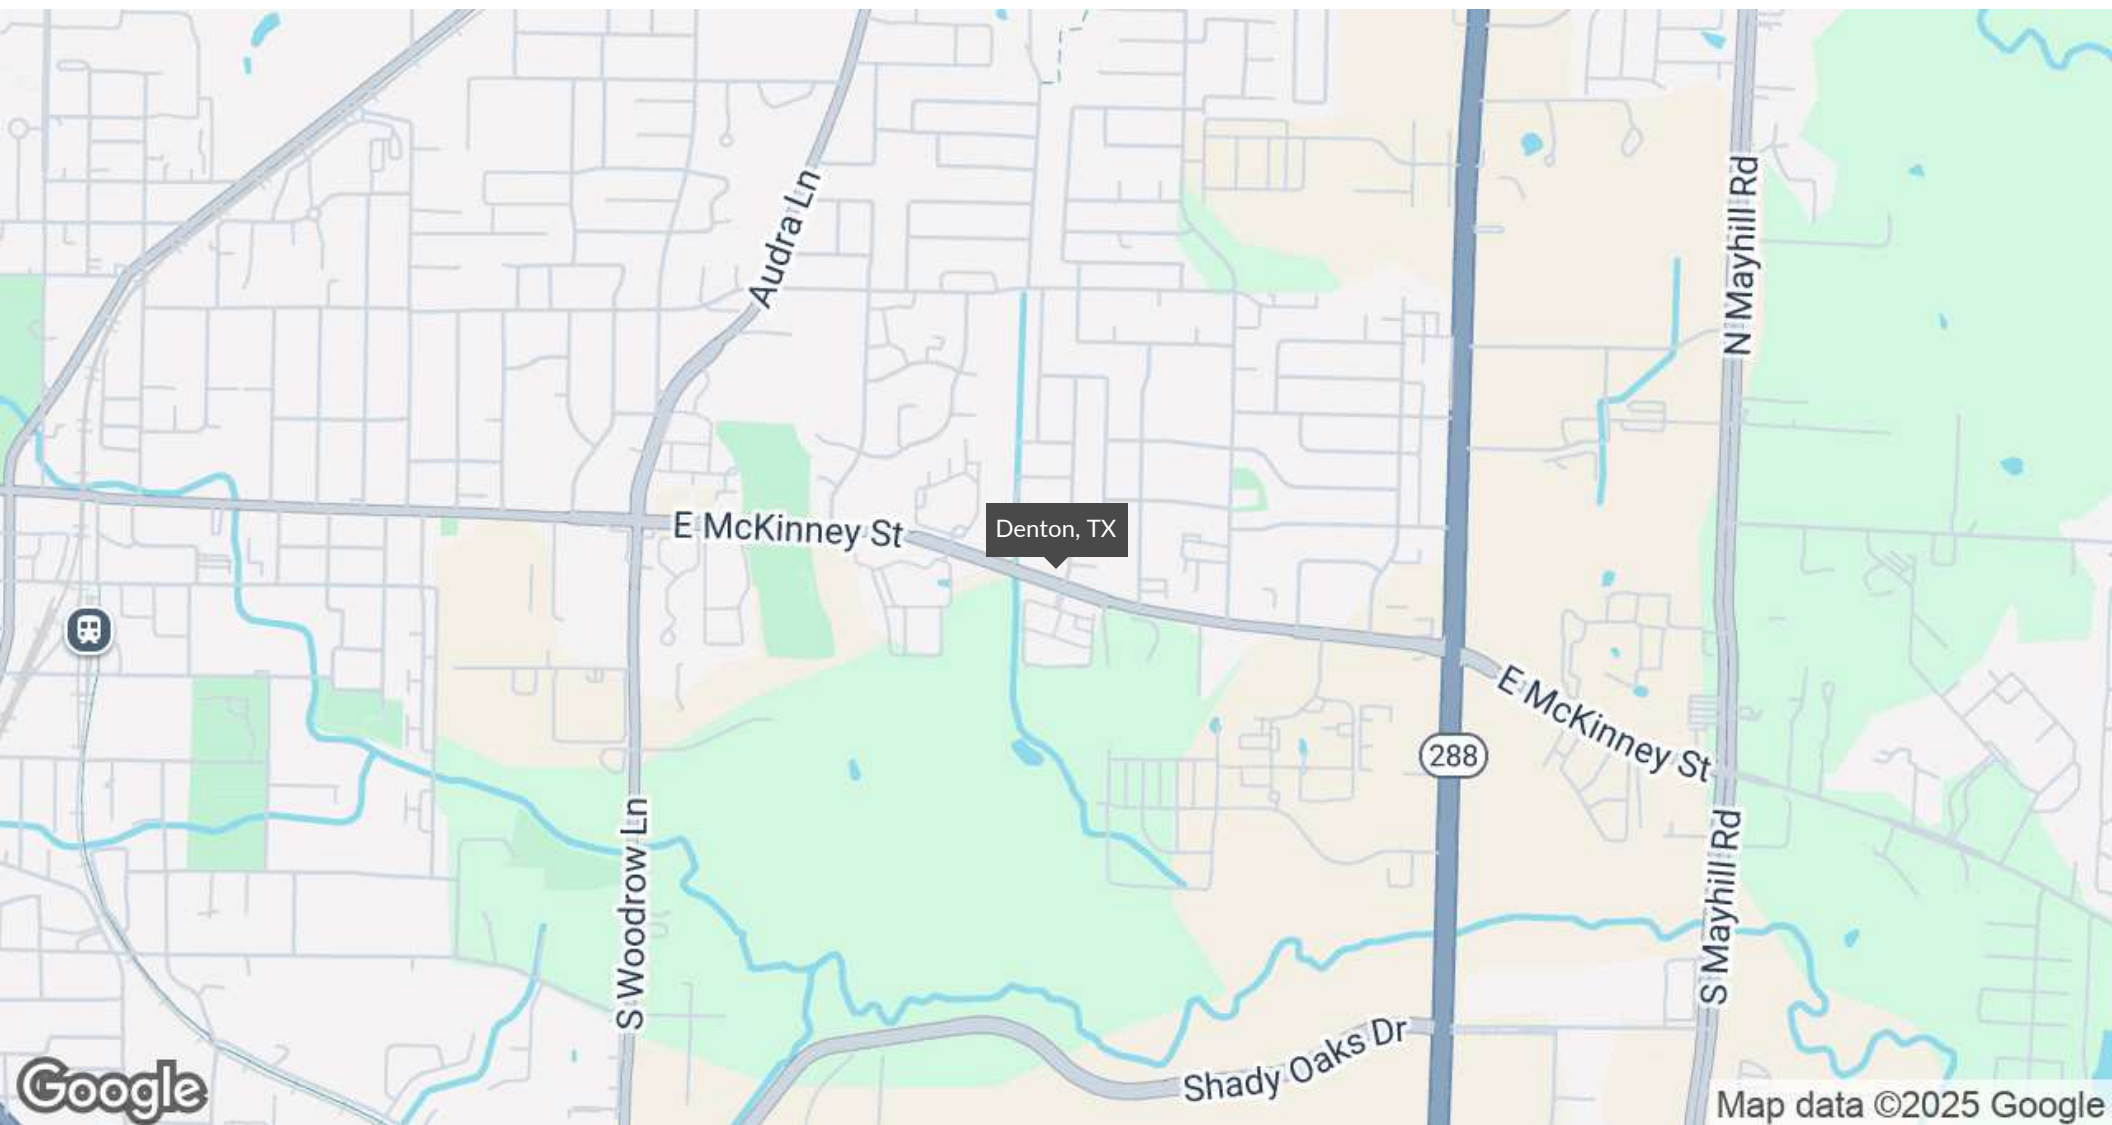 Audra Ln
N Mayhill Rd
E McKinney St
Denton, TX
E McKinney St
288
S Woodrow Ln
S Mayhill Rd
Shady Oaks Dr
Google
Map data ©2025 Google